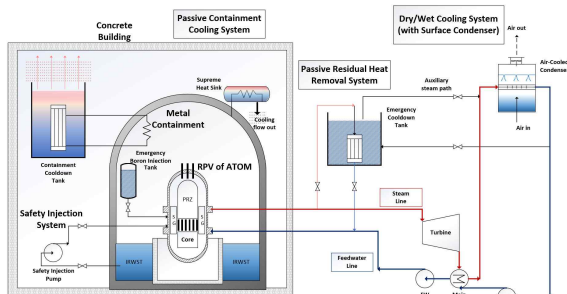 Concrete
Building
Passive Containment
Cooling System
Dry/Wet Cooling System
(with Surface Condenser)
Air out
Air-Cooled
Passive Residual Heat
Removal System
Supreme
Heat Sink
Auxiliary
steam path
Metal
Containment
Cooling
flow out
Emergency
Cooldown
Tank
Air in
Containment
Cooldown
Tank
Emergency
Boron Injection
Tank
RPV of ATOM
PRZ
S
G
S
G
Core
Steam
Line
Safety Injection
System
Turbine
IRWST
IRWST
Feedwater
Line
Safety Injection
Pump
FW
Main